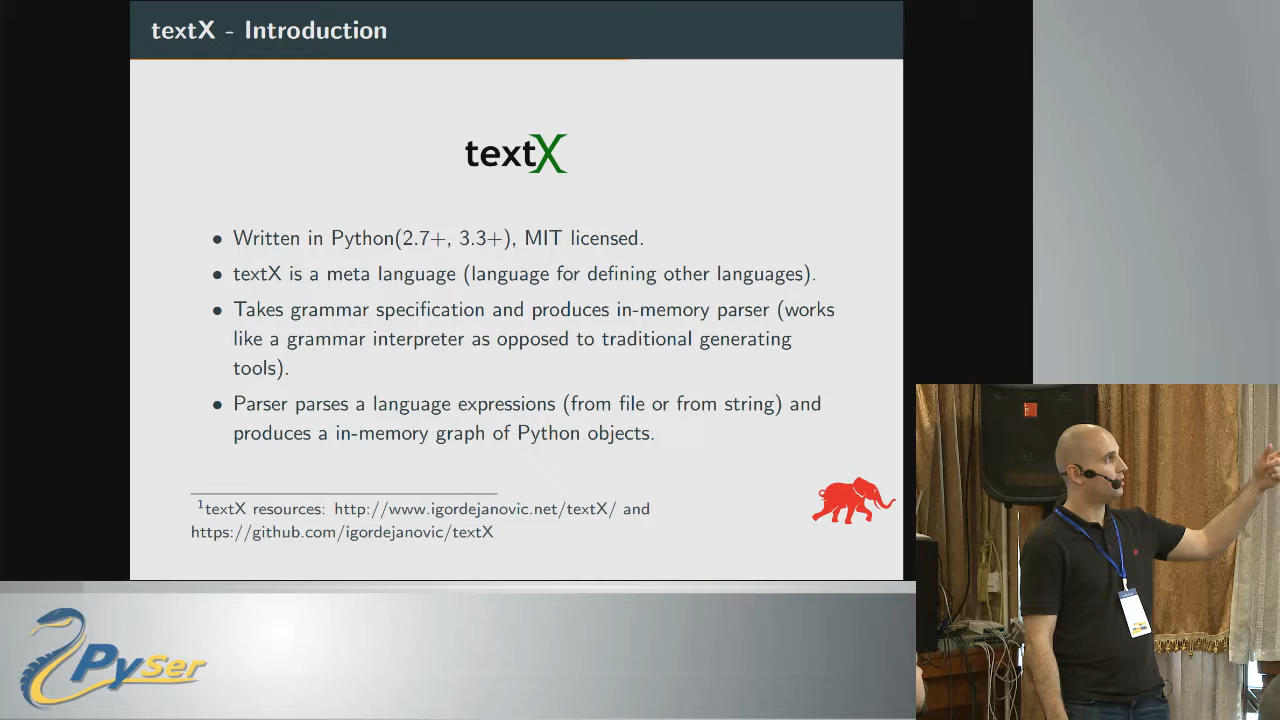 textX - Introduction
textX
• Written in Python(2.7+, 3.3+), MIT licensed.
• textX is a meta language (language for defining other languages).
• Takes grammar specification and produces in-memory parser (works
like a grammar interpreter as opposed to traditional generating
tools).
• Parser parses a language expressions (from file or from string) and
produces a in-memory graph of Python objects.
1textX resources: http://www.igordejanovic.net/textX/ and
https://github.com/igordejanovic/textX
PySer